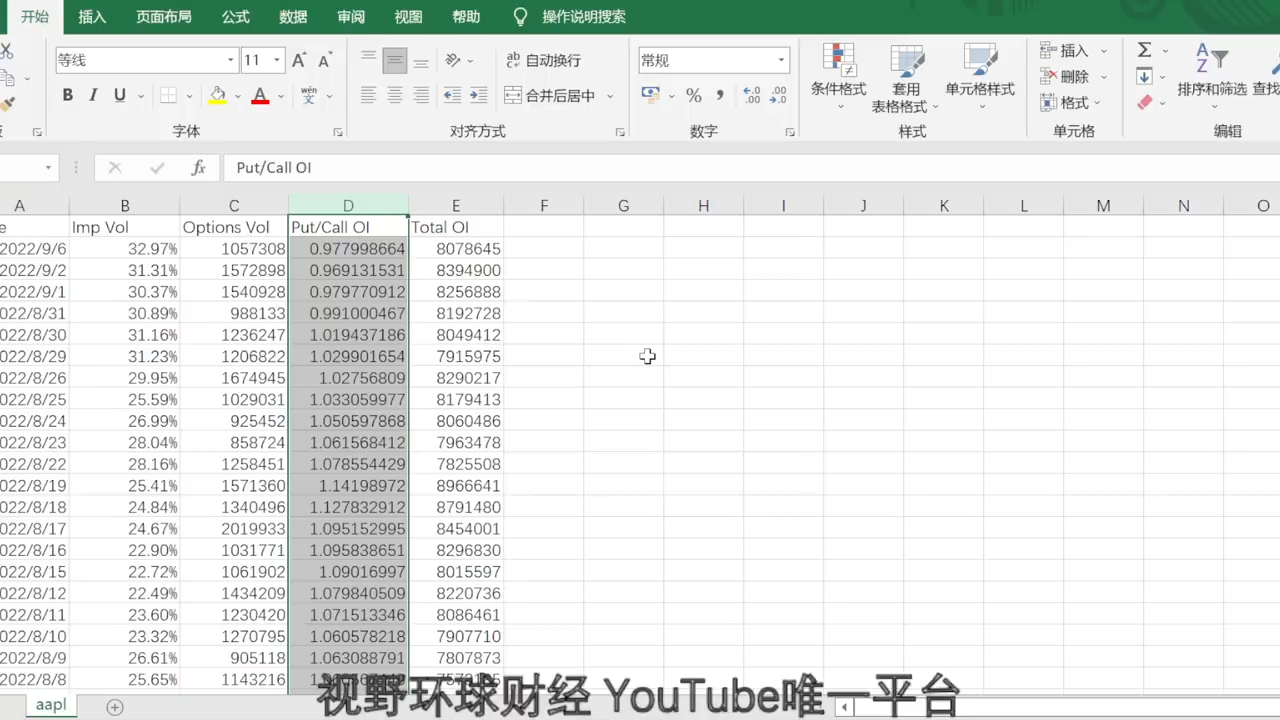 开始 插入 页面布局 公式 数据 审阅 视图 帮助 操作说明搜索
等线 11 A A ab 自动换行 常规 插入 Σ A Z
条件格式 套用 表格格式 单元格样式 删除 排序和筛选 查找
B I U A wén 文 合并后居中 % , 格式
字体 对齐方式 数字 样式 单元格 编辑
fx Put/Call OI
A B C D E F G H I J K L M N O
e Imp Vol Options Vol Put/Call OI Total OI
2022/9/6 32.97% 1057308 0.977998664 8078645
2022/9/2 31.31% 1572898 0.969131531 8394900
2022/9/1 30.37% 1540928 0.979770912 8256888
022/8/31 30.89% 988133 0.991000467 8192728
022/8/30 31.16% 1236247 1.019437186 8049412
022/8/29 31.23% 1206822 1.029901654 7915975
022/8/26 29.95% 1674945 1.02756809 8290217
022/8/25 25.59% 1029031 1.033059977 8179413
022/8/24 26.99% 925452 1.050597868 8060486
022/8/23 28.04% 858724 1.061568412 7963478
022/8/22 28.16% 1258451 1.078554429 7825508
022/8/19 25.41% 1571360 1.14198972 8966641
022/8/18 24.84% 1340496 1.127832912 8791480
022/8/17 24.67% 2019933 1.095152995 8454001
022/8/16 22.90% 1031771 1.095838651 8296830
022/8/15 22.72% 1061902 1.09016997 8015597
022/8/12 22.49% 1434209 1.079840509 8220736
022/8/11 23.60% 1230420 1.071513346 8086461
022/8/10 23.32% 1270795 1.060578218 7907710
2022/8/9 26.61% 905118 1.063088791 7807873
2022/8/8 25.65% 1143216
视野环球财经 YouTube唯一平台
aapl